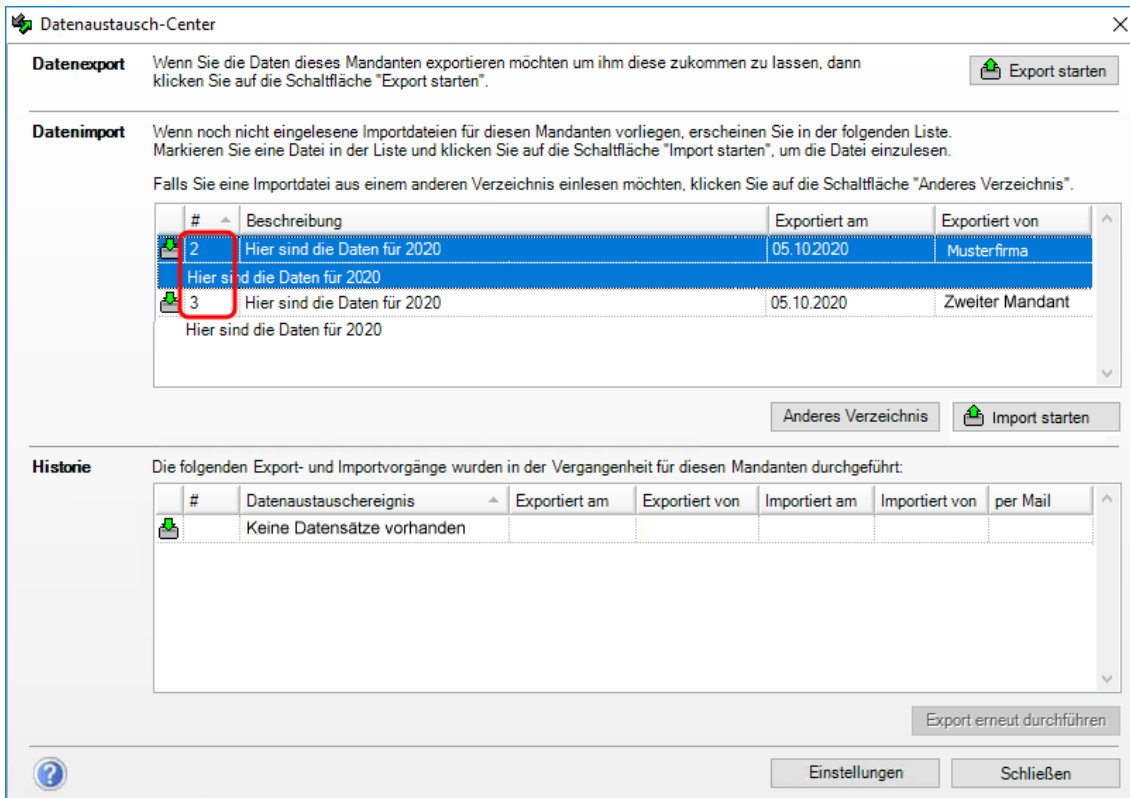 Datenaustausch-Center
Datenexport
Wenn Sie die Daten dieses Mandanten exportieren möchten um ihm diese zukommen zu lassen, dann
klicken Sie auf die Schaltfläche "Export starten".
Export starten
Datenimport
Wenn noch nicht eingelesene Importdateien für diesen Mandanten vorliegen, erscheinen Sie in der folgenden Liste.
Markieren Sie eine Datei in der Liste und klicken Sie auf die Schaltfläche "Import starten", um die Datei einzulesen.
Falls Sie eine Importdatei aus einem anderen Verzeichnis einlesen möchten, klicken Sie auf die Schaltfläche "Anderes Verzeichnis".
# Beschreibung Exportiert am Exportiert von
2 Hier sind die Daten für 2020 05.10.2020 Musterfirma
Hier sind die Daten für 2020
3 Hier sind die Daten für 2020 05.10.2020 Zweiter Mandant
Hier sind die Daten für 2020
Anderes Verzeichnis Import starten
Historie
Die folgenden Export- und Importvorgänge wurden in der Vergangenheit für diesen Mandanten durchgeführt:
# Datenaustauschereignis Exportiert am Exportiert von Importiert am Importiert von per Mail
Keine Datensätze vorhanden
Export erneut durchführen
? Einstellungen Schließen